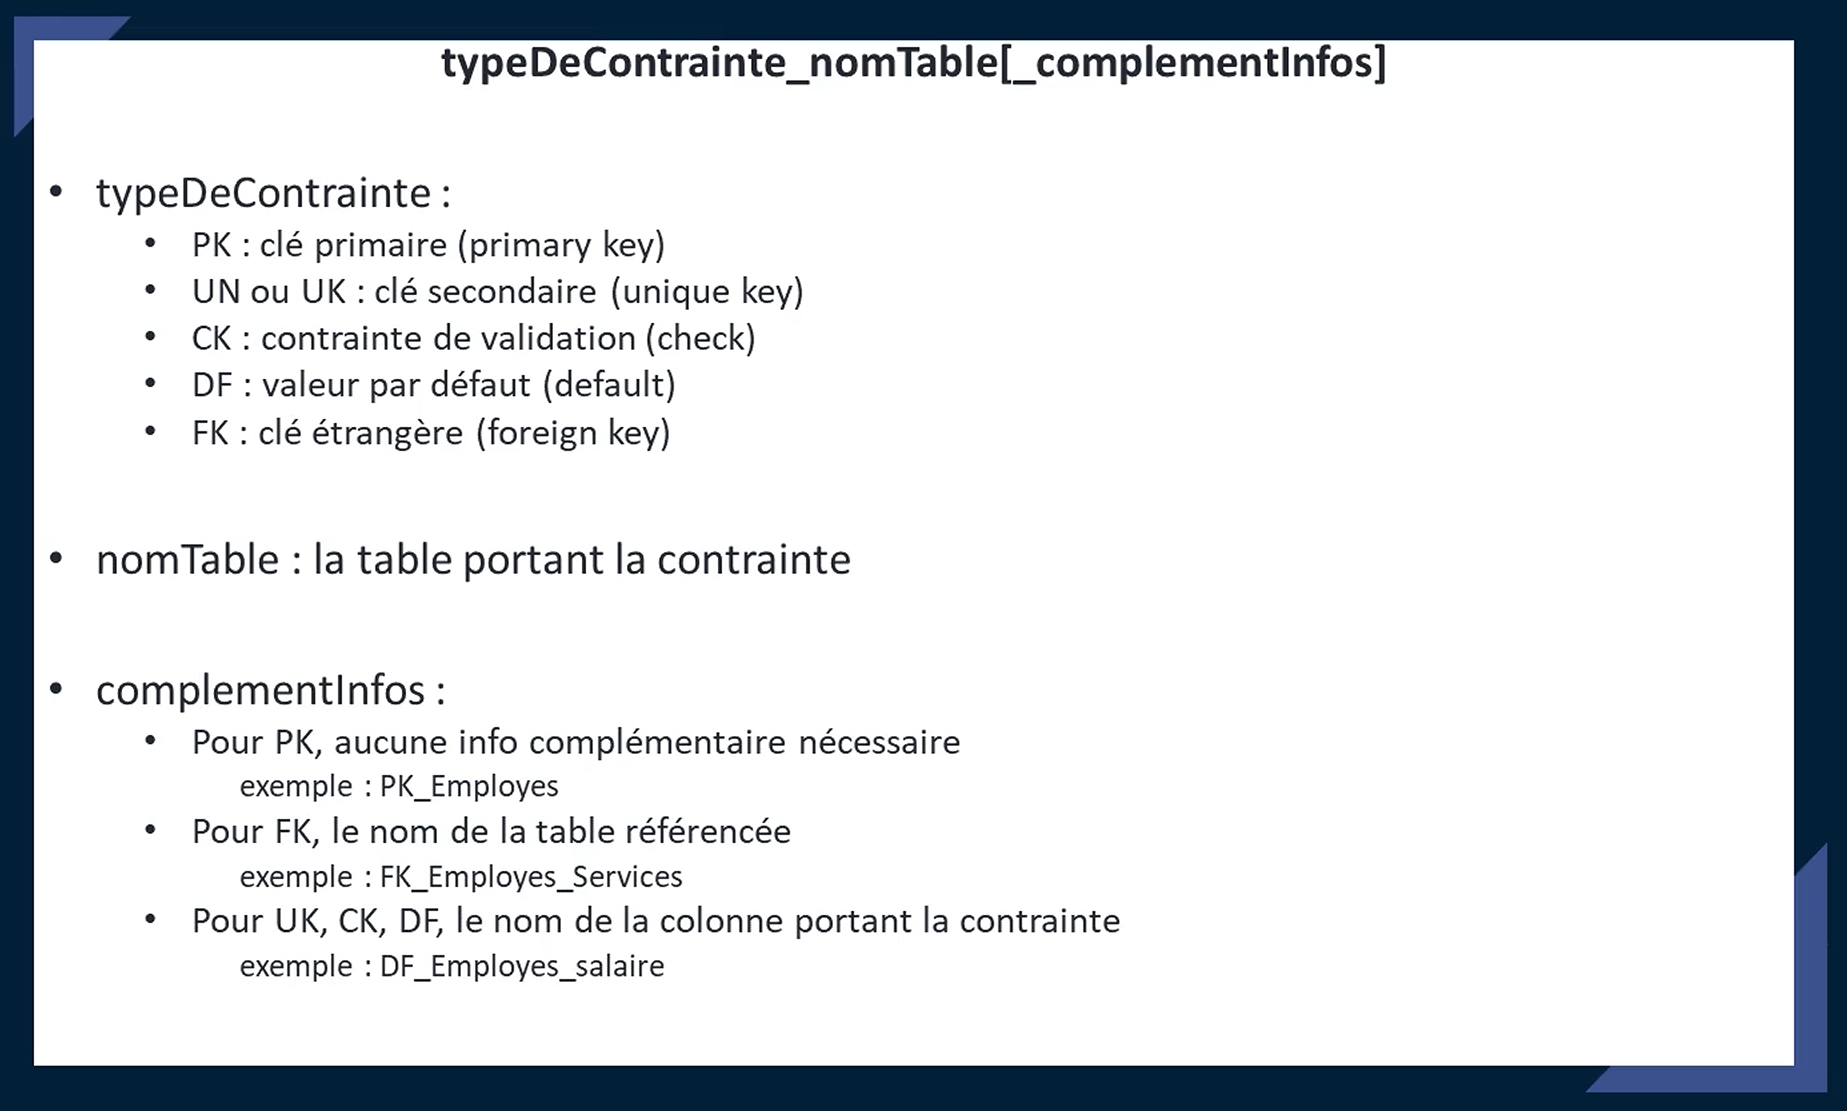 typeDeContrainte_nomTable[_complementInfos]
• typeDeContrainte :
• PK : clé primaire (primary key)
• UN ou UK : clé secondaire (unique key)
• CK : contrainte de validation (check)
• DF : valeur par défaut (default)
• FK : clé étrangère (foreign key)
• nomTable : la table portant la contrainte
• complementInfos :
• Pour PK, aucune info complémentaire nécessaire
exemple : PK_Employes
• Pour FK, le nom de la table référencée
exemple : FK_Employes_Services
• Pour UK, CK, DF, le nom de la colonne portant la contrainte
exemple : DF_Employes_salaire